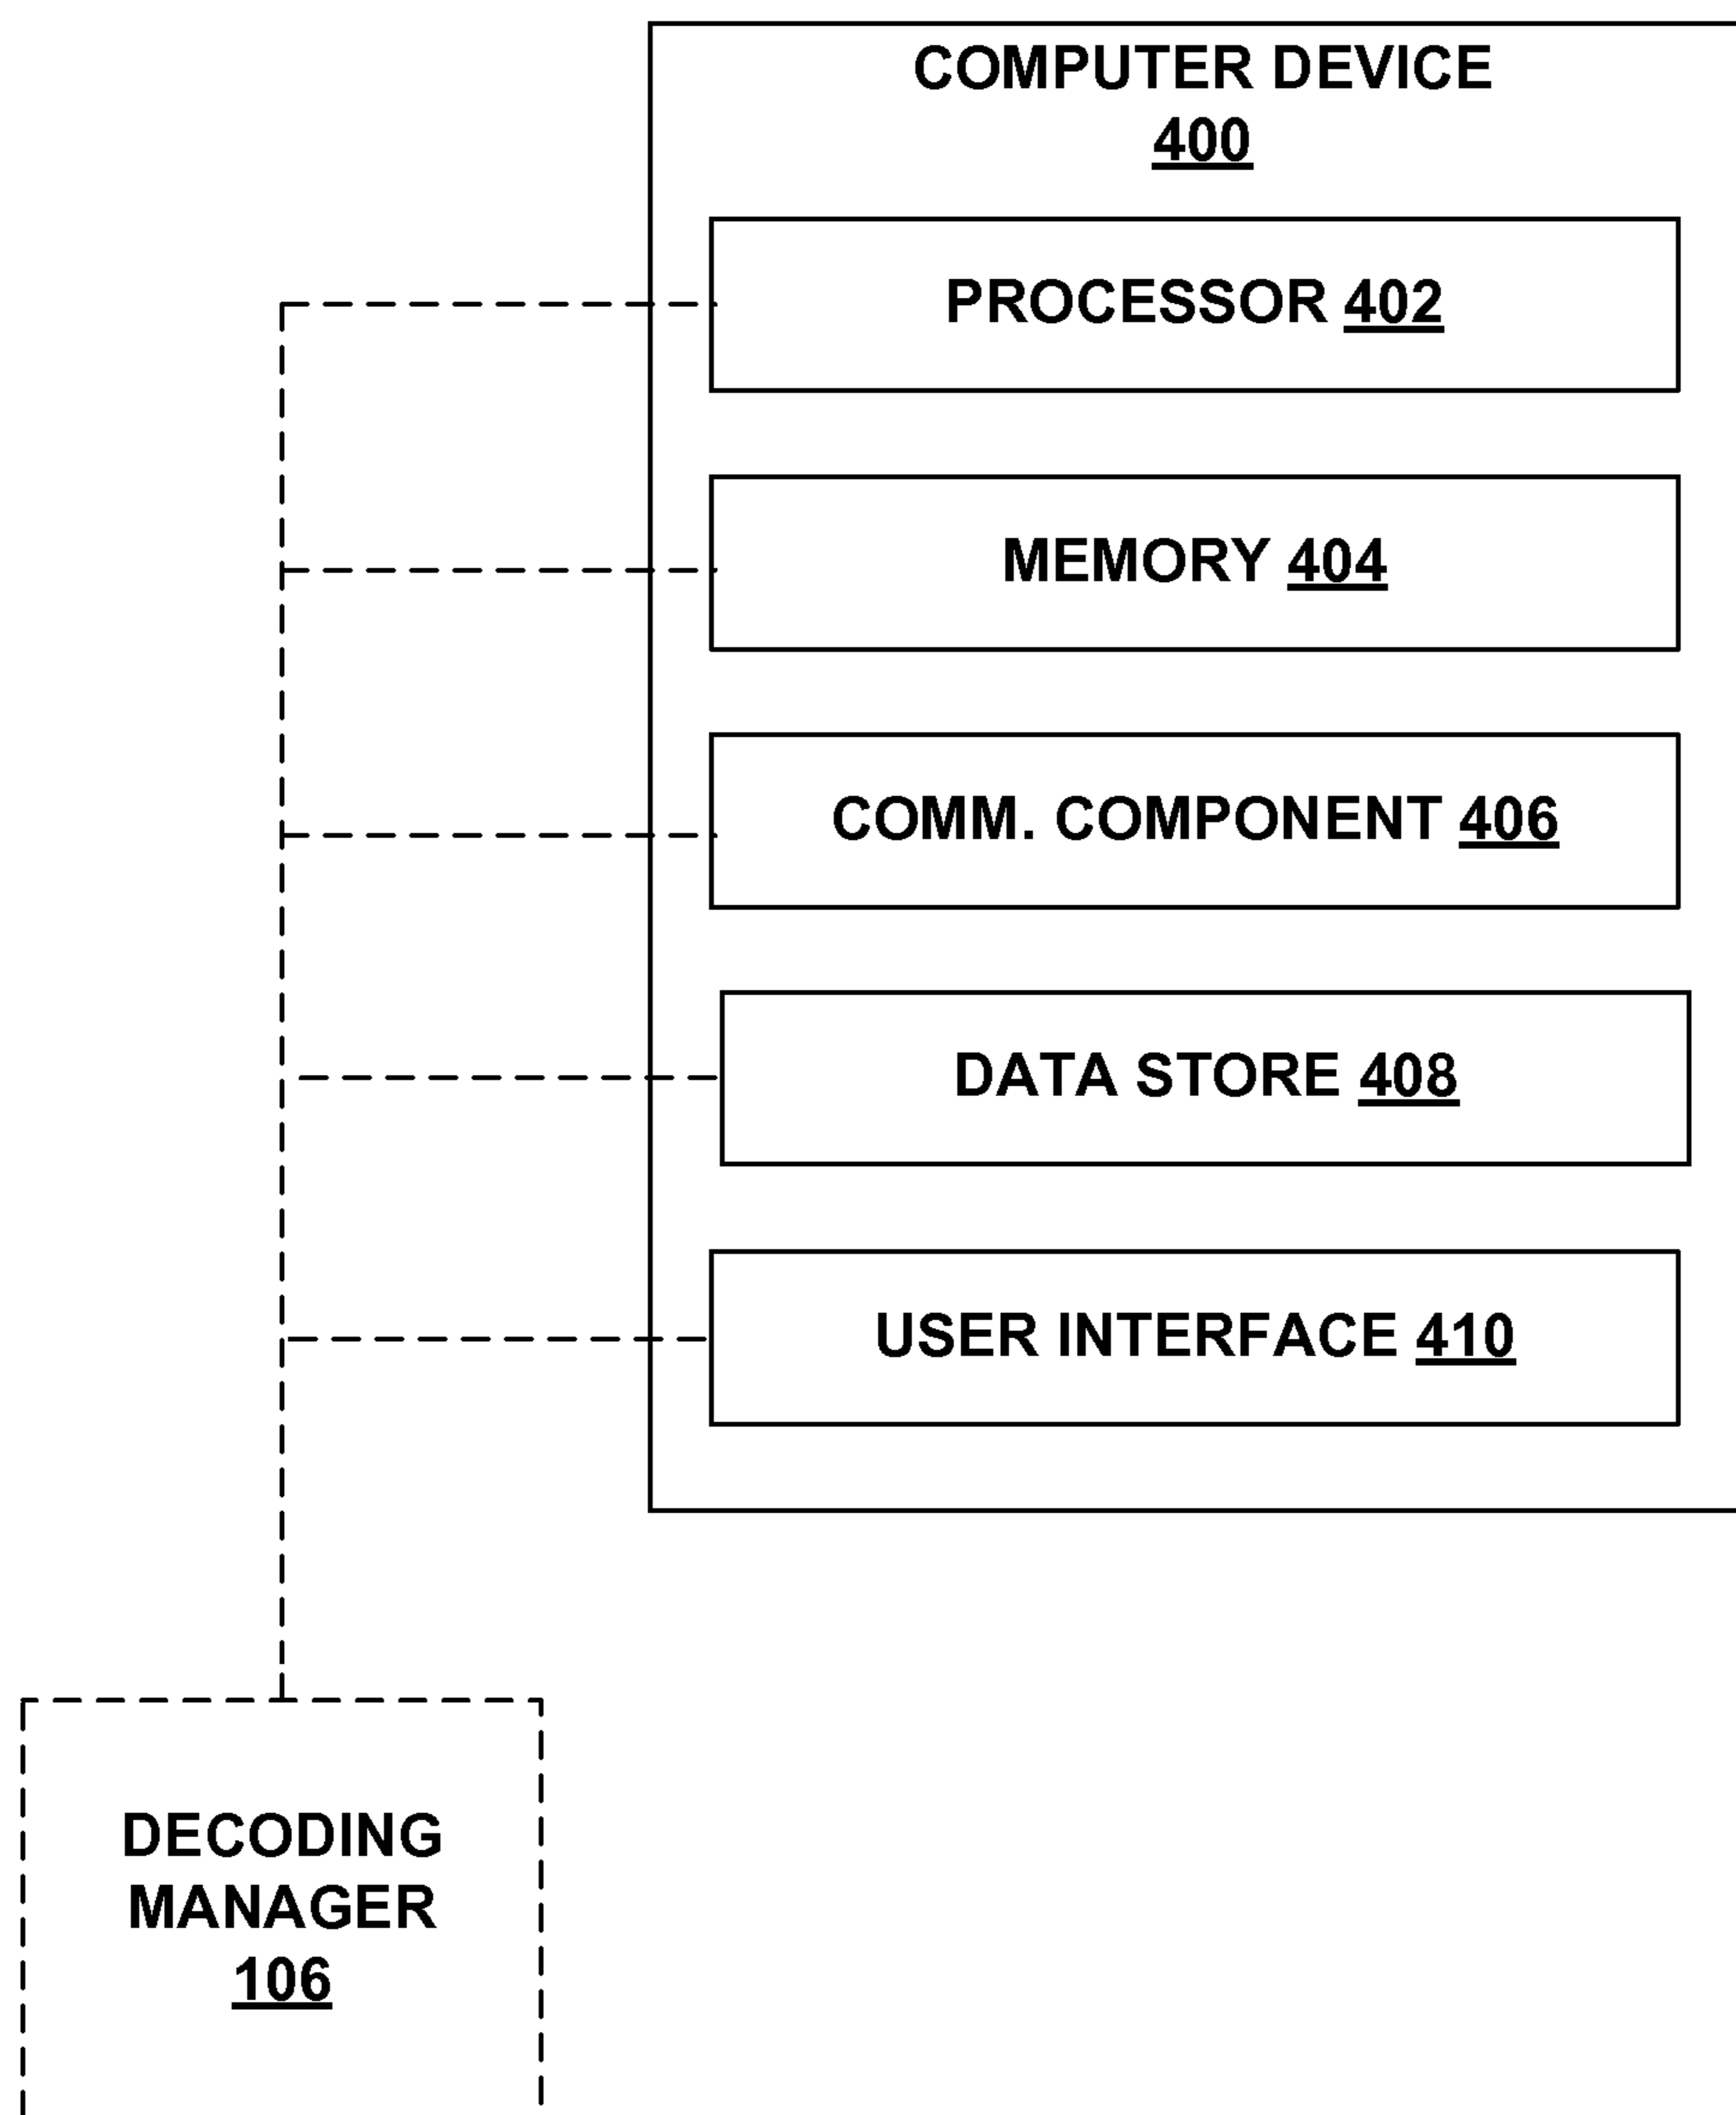 COMPUTER DEVICE
400
PROCESSOR 402
MEMORY 404
COMM. COMPONENT 406
DATA STORE 408
USER INTERFACE 410
DECODING
MANAGER
106